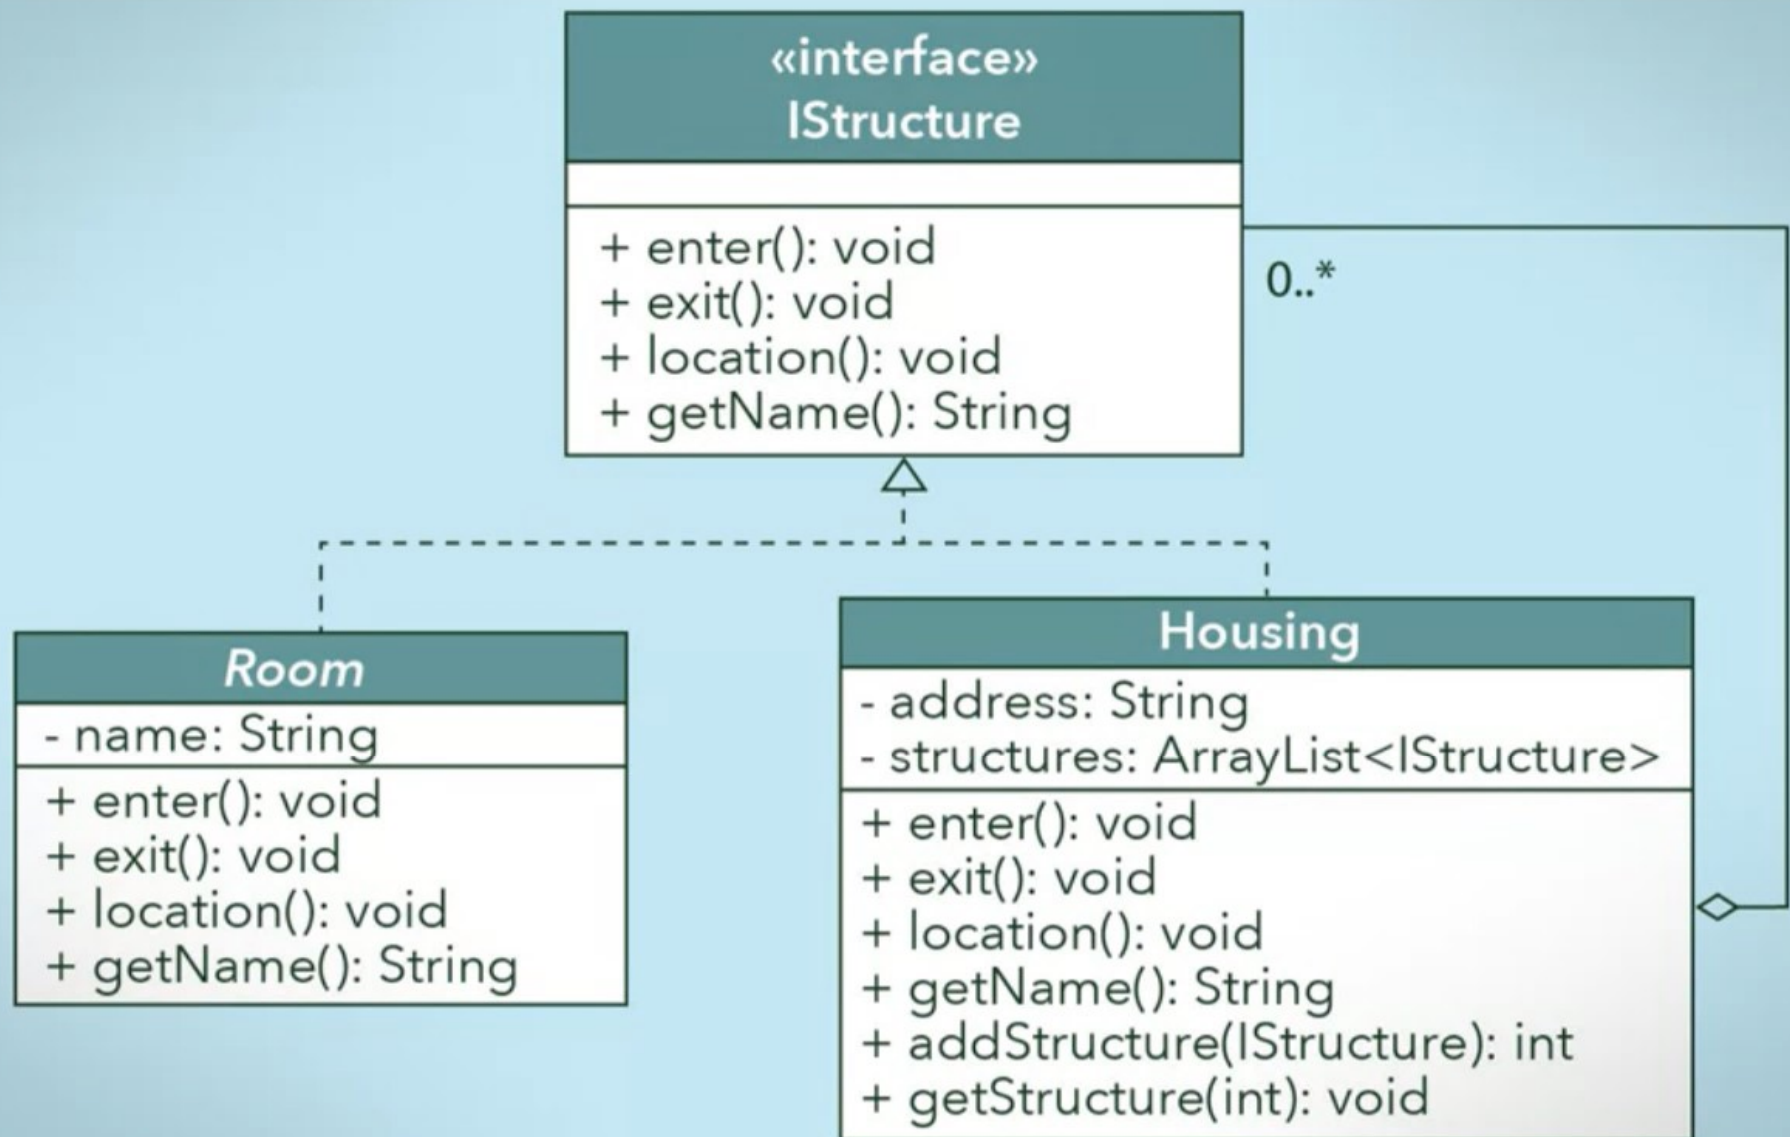 «interface»
IStructure
+ enter(): void
+ exit(): void
+ location(): void
+ getName(): String
0..*
Room
- name: String
+ enter(): void
+ exit(): void
+ location(): void
+ getName(): String
Housing
- address: String
- structures: ArrayList<IStructure>
+ enter(): void
+ exit(): void
+ location(): void
+ getName(): String
+ addStructure(IStructure): int
+ getStructure(int): void